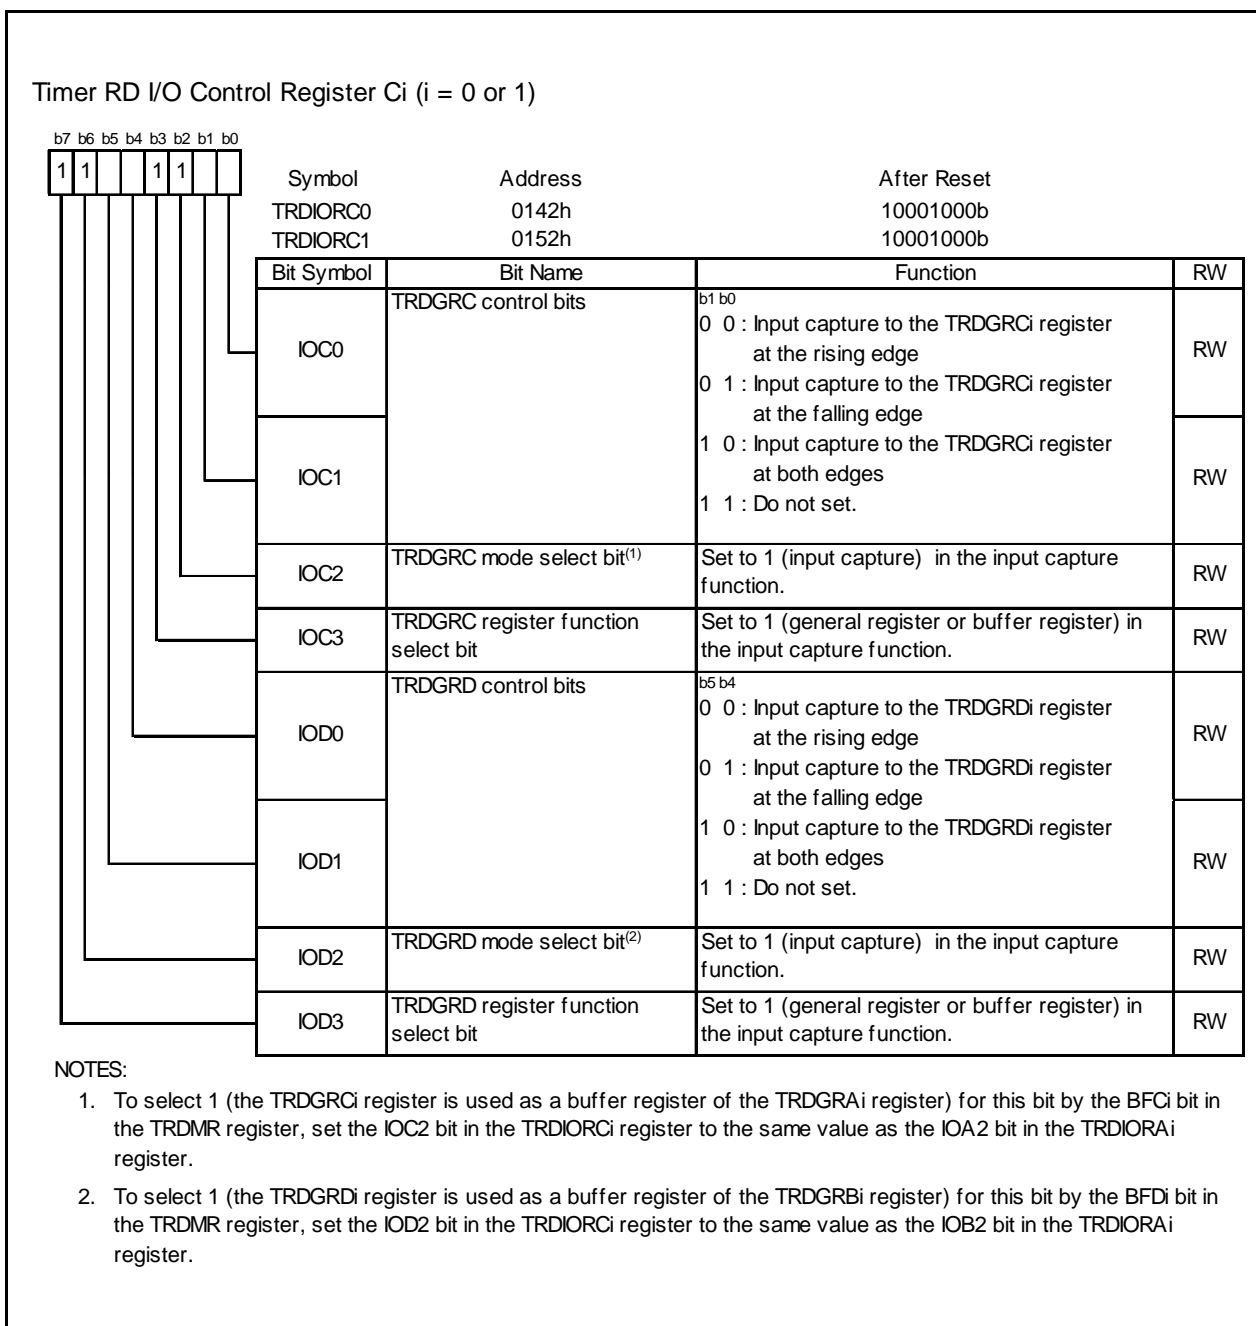 Timer RD I/O Control Register Ci (i = 0 or 1)
b7 b6 b5 b4 b3 b2 b1 b0
1 1 1 1
Symbol Address After Reset
TRDIORC0 0142h 10001000b
TRDIORC1 0152h 10001000b
Bit Symbol Bit Name Function RW
IOC0
TRDGRC control bits
b1 b0
0 0 : Input capture to the TRDGRCi register
at the rising edge
0 1 : Input capture to the TRDGRCi register
at the falling edge
1 0 : Input capture to the TRDGRCi register
at both edges
1 1 : Do not set.
RW
IOC1
RW
IOC2
TRDGRC mode select bit(1)
Set to 1 (input capture) in the input capture
function.
RW
IOC3
TRDGRC register function
select bit
Set to 1 (general register or buffer register) in
the input capture function.
RW
IOD0
TRDGRD control bits
b5 b4
0 0 : Input capture to the TRDGRDi register
at the rising edge
0 1 : Input capture to the TRDGRDi register
at the falling edge
1 0 : Input capture to the TRDGRDi register
at both edges
1 1 : Do not set.
RW
IOD1
RW
IOD2
TRDGRD mode select bit(2)
Set to 1 (input capture) in the input capture
function.
RW
IOD3
TRDGRD register function
select bit
Set to 1 (general register or buffer register) in
the input capture function.
RW
NOTES:
1. To select 1 (the TRDGRCi register is used as a buffer register of the TRDGRAi register) for this bit by the BFCi bit in
the TRDMR register, set the IOC2 bit in the TRDIORCi register to the same value as the IOA2 bit in the TRDIORAi
register.
2. To select 1 (the TRDGRDi register is used as a buffer register of the TRDGRBi register) for this bit by the BFDi bit in
the TRDMR register, set the IOD2 bit in the TRDIORCi register to the same value as the IOB2 bit in the TRDIORAi
register.